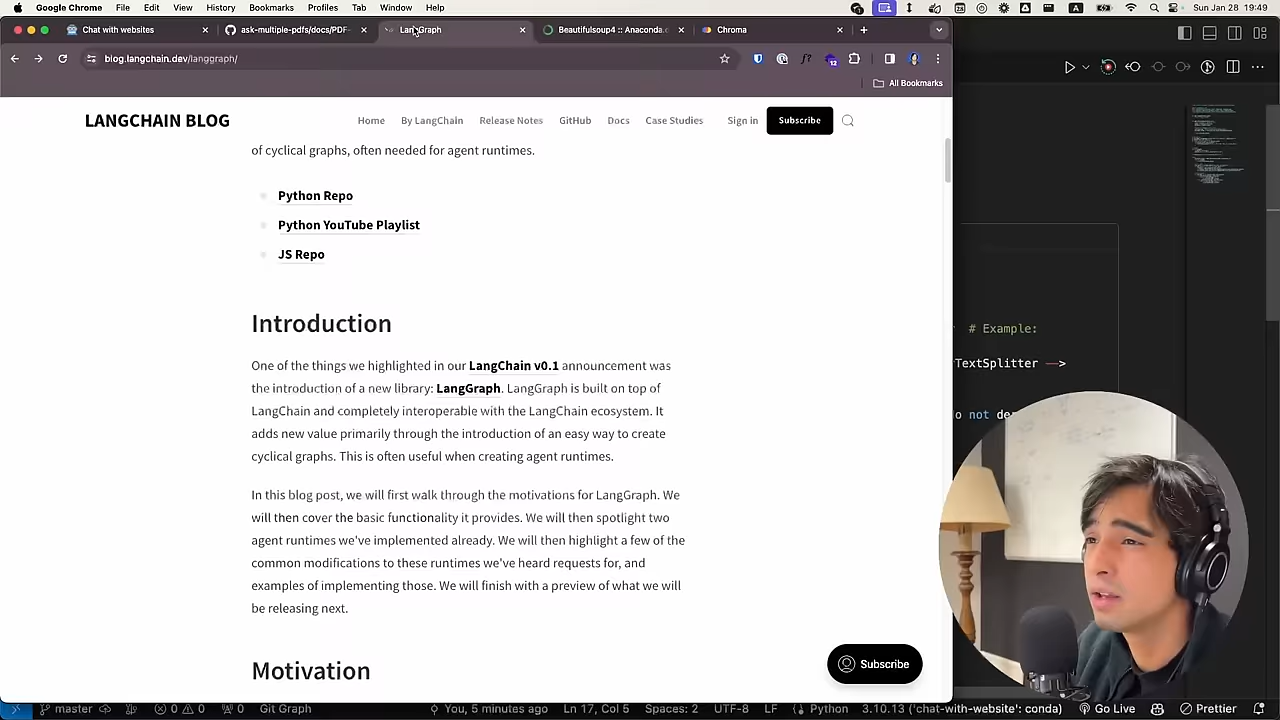 Google Chrome File Edit View History Bookmarks Profiles Tab Window Help
A
Sun Jan 28 19:49
Chat with websites
ask-multiple-pdfs/docs/PDF-
LangGraph
Beautifulsoup4 :: Anaconda.c
Chroma
blog.langchain.dev/langgraph/
12
All Bookmarks
LANGCHAIN BLOG
Home By LangChain Release Notes GitHub Docs Case Studies Sign in Subscribe
of cyclical graphs, often needed for agent runtimes.
Python Repo
Python YouTube Playlist
JS Repo
Introduction
One of the things we highlighted in our LangChain v0.1 announcement was
the introduction of a new library: LangGraph. LangGraph is built on top of
LangChain and completely interoperable with the LangChain ecosystem. It
adds new value primarily through the introduction of an easy way to create
cyclical graphs. This is often useful when creating agent runtimes.
In this blog post, we will first walk through the motivations for LangGraph. We
will then cover the basic functionality it provides. We will then spotlight two
agent runtimes we've implemented already. We will then highlight a few of the
common modifications to these runtimes we've heard requests for, and
examples of implementing those. We will finish with a preview of what we will
be releasing next.
Motivation
Subscribe
# Example:
TextSplitter —>
o not de
master 0 0 0 Git Graph You, 5 minutes ago Ln 17, Col 5 Spaces: 2 UTF-8 LF Python 3.10.13 ('chat-with-website': conda) Go Live Prettier